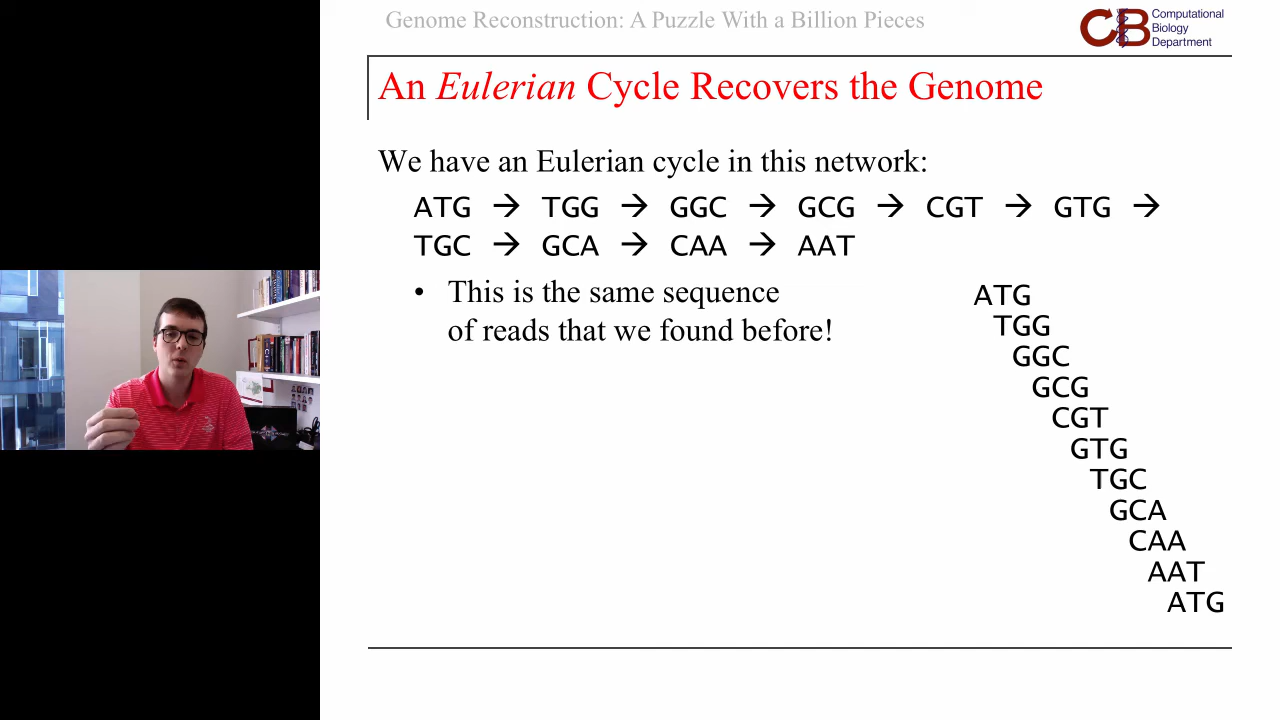 Genome Reconstruction: A Puzzle With a Billion Pieces
CB Computational
Biology
Department
An Eulerian Cycle Recovers the Genome
We have an Eulerian cycle in this network:
ATG → TGG → GGC → GCG → CGT → GTG →
TGC → GCA → CAA → AAT
• This is the same sequence
of reads that we found before!
ATG
TGG
GGC
GCG
CGT
GTG
TGC
GCA
CAA
AAT
ATG